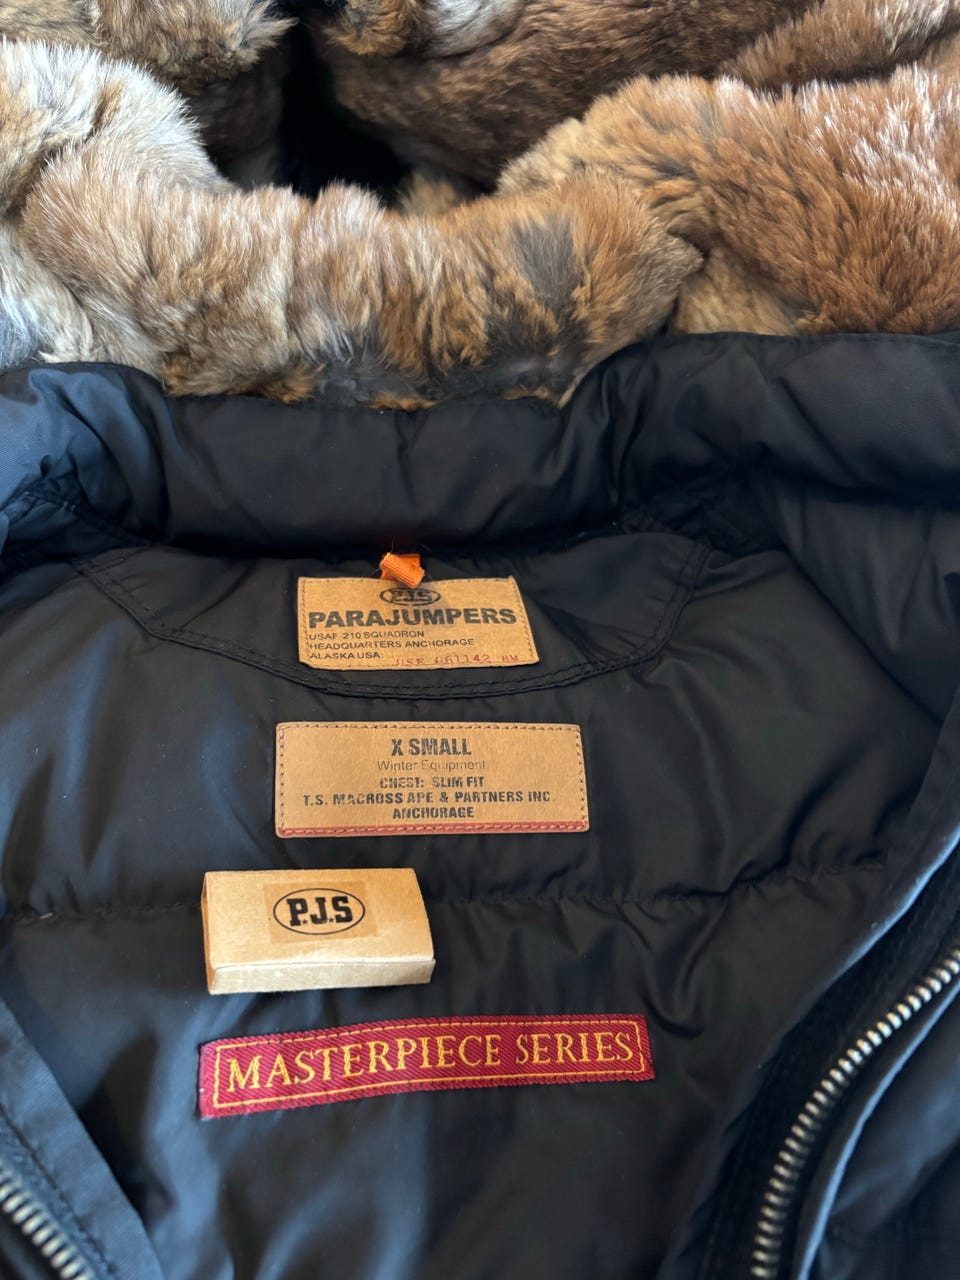 PJS
PARAJUMPERS
USAF 210 SQUADRON
HEADQUARTERS ANCHORAGE
ALASKA USA:
X SMALL
Winter Equipment
CHEST: SLIM FIT
T.S. MACROSS APE & PARTNERS INC
ANCHORAGE
P.J.S
MASTERPIECE SERIES